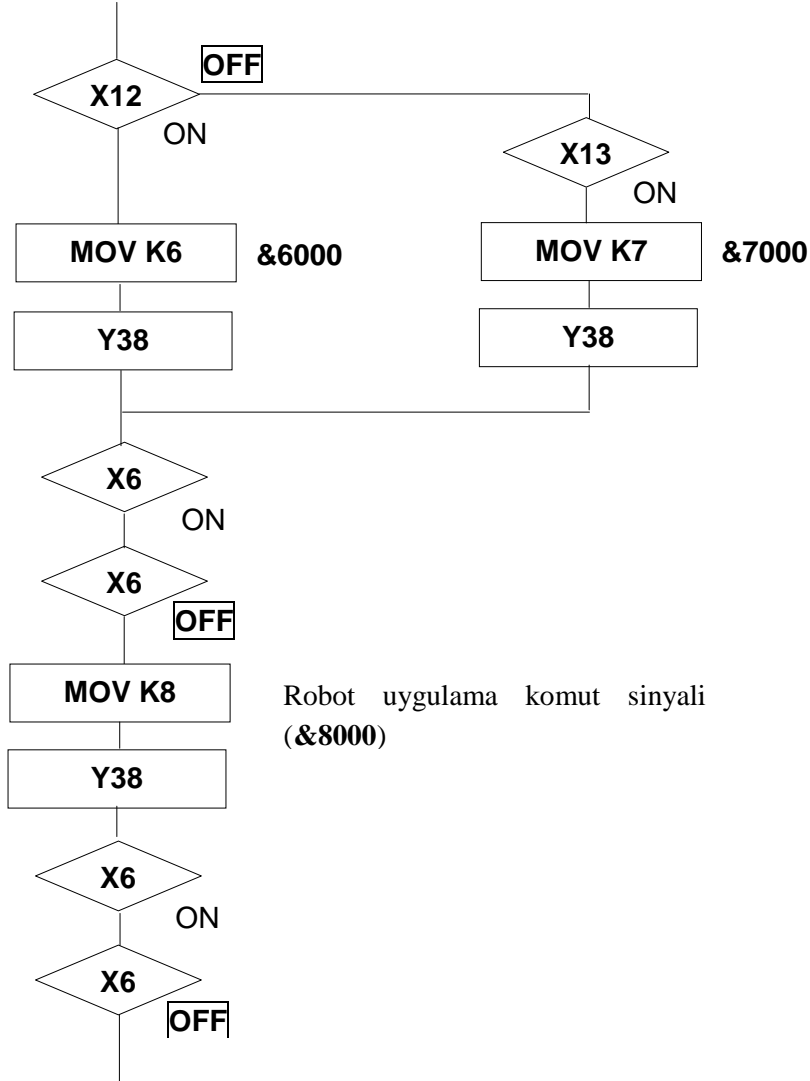 OFF
X12
ON
X13
ON
MOV K6
&6000
MOV K7
&7000
Y38
Y38
X6
ON
X6
OFF
MOV K8
Robot uygulama komut sinyali
(&8000)
Y38
X6
ON
X6
OFF